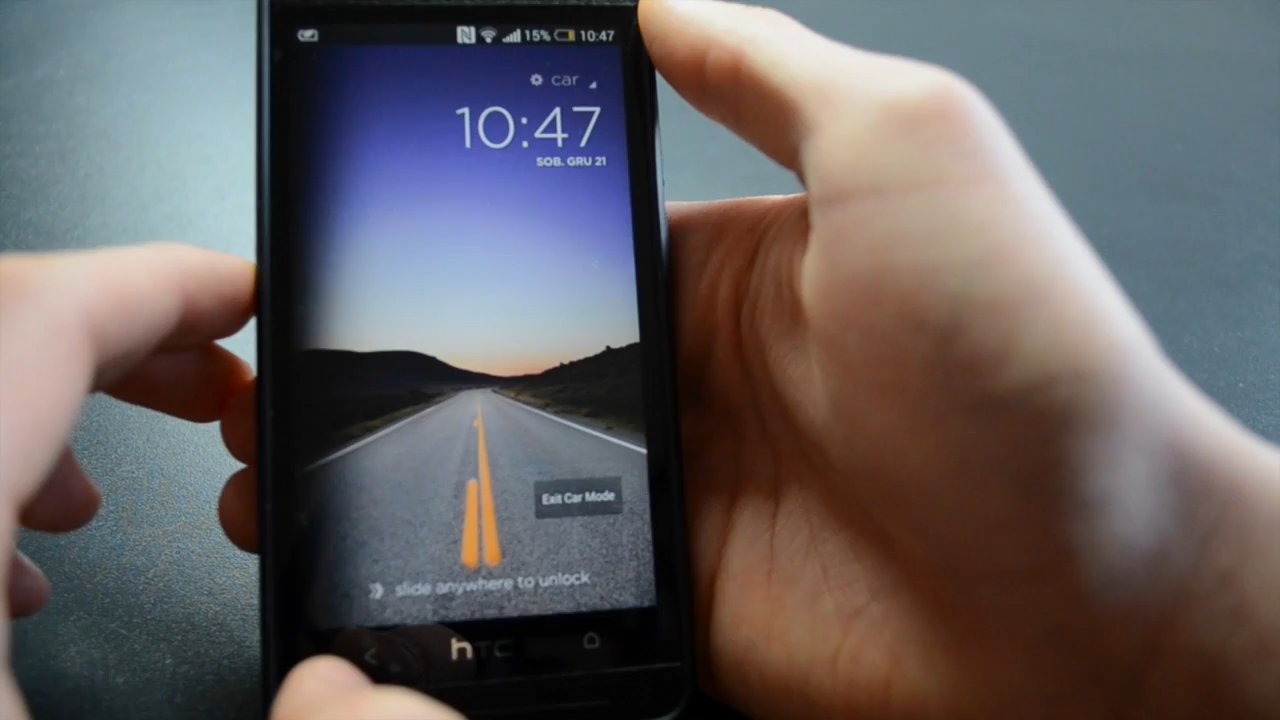 15% 10:47
car
10:47
SOB. GRU 21
Exit Car Mode
slide anywhere to unlock
hTC